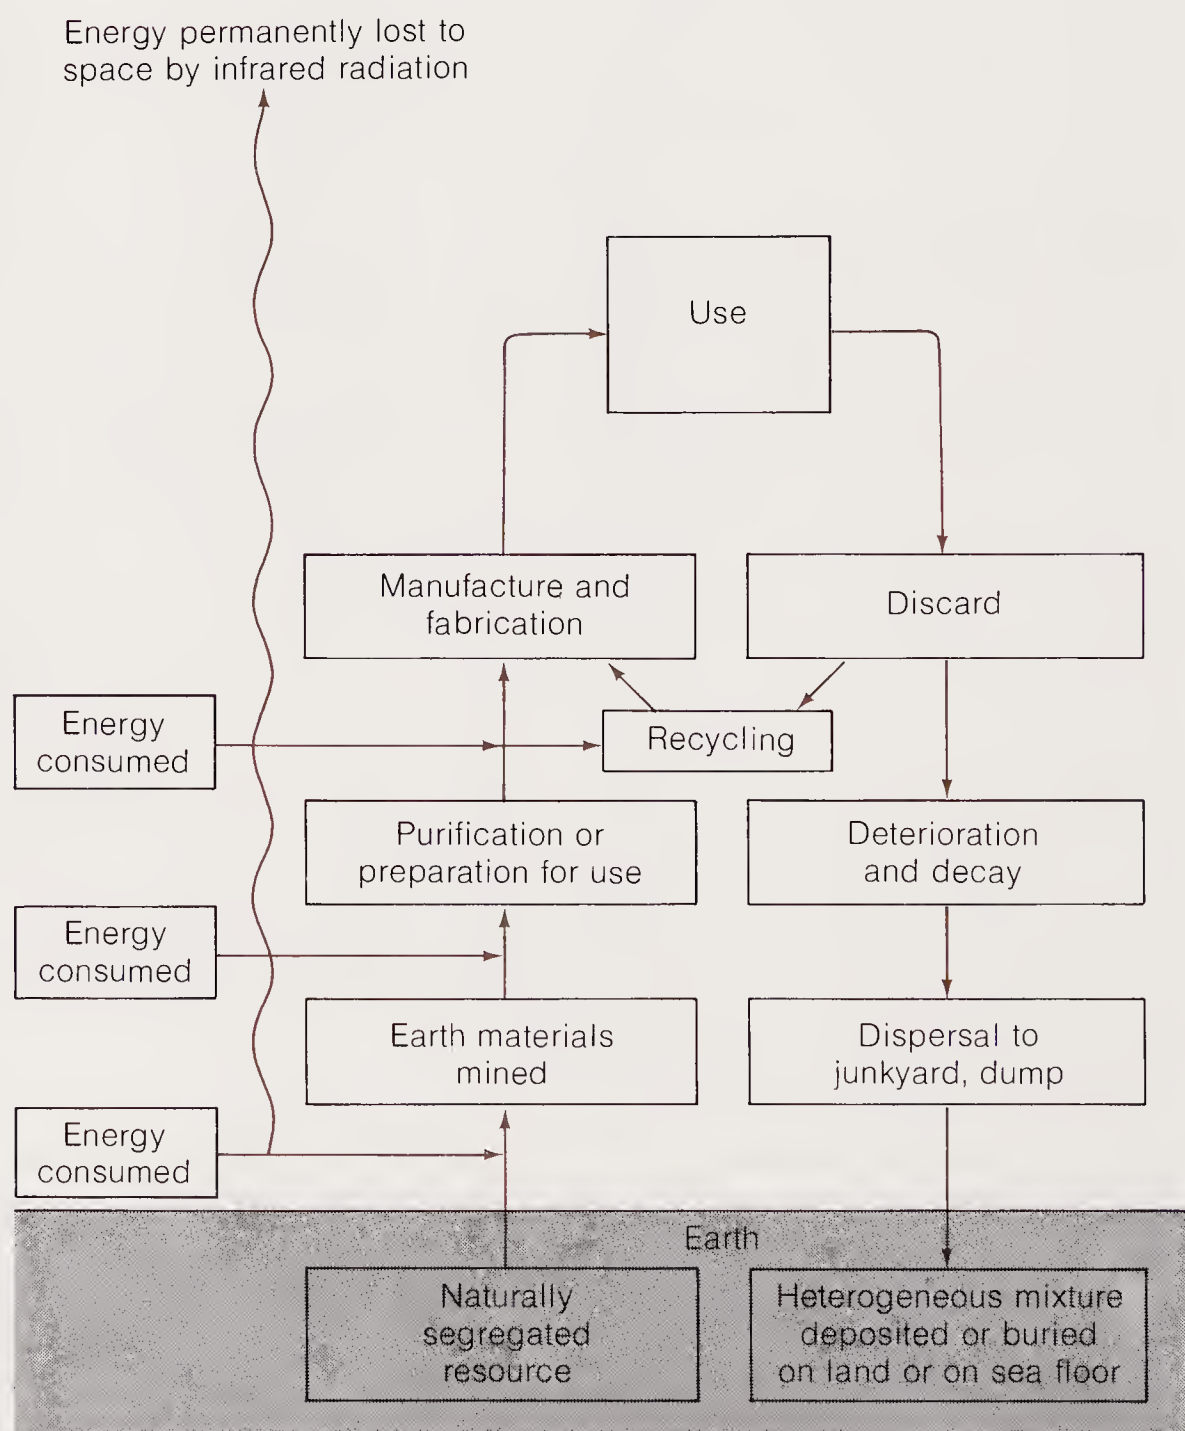 Energy permanently lost to
space by infrared radiation
Use
Manufacture and
fabrication
Discard
Energy
consumed
Recycling
Purification or
preparation for use
Deterioration
and decay
Energy
consumed
Earth materials
mined
Dispersal to
junkyard, dump
Energy
consumed
Earth
Naturally
segregated
resource
Heterogeneous mixture
deposited or buried
on land or on sea floor